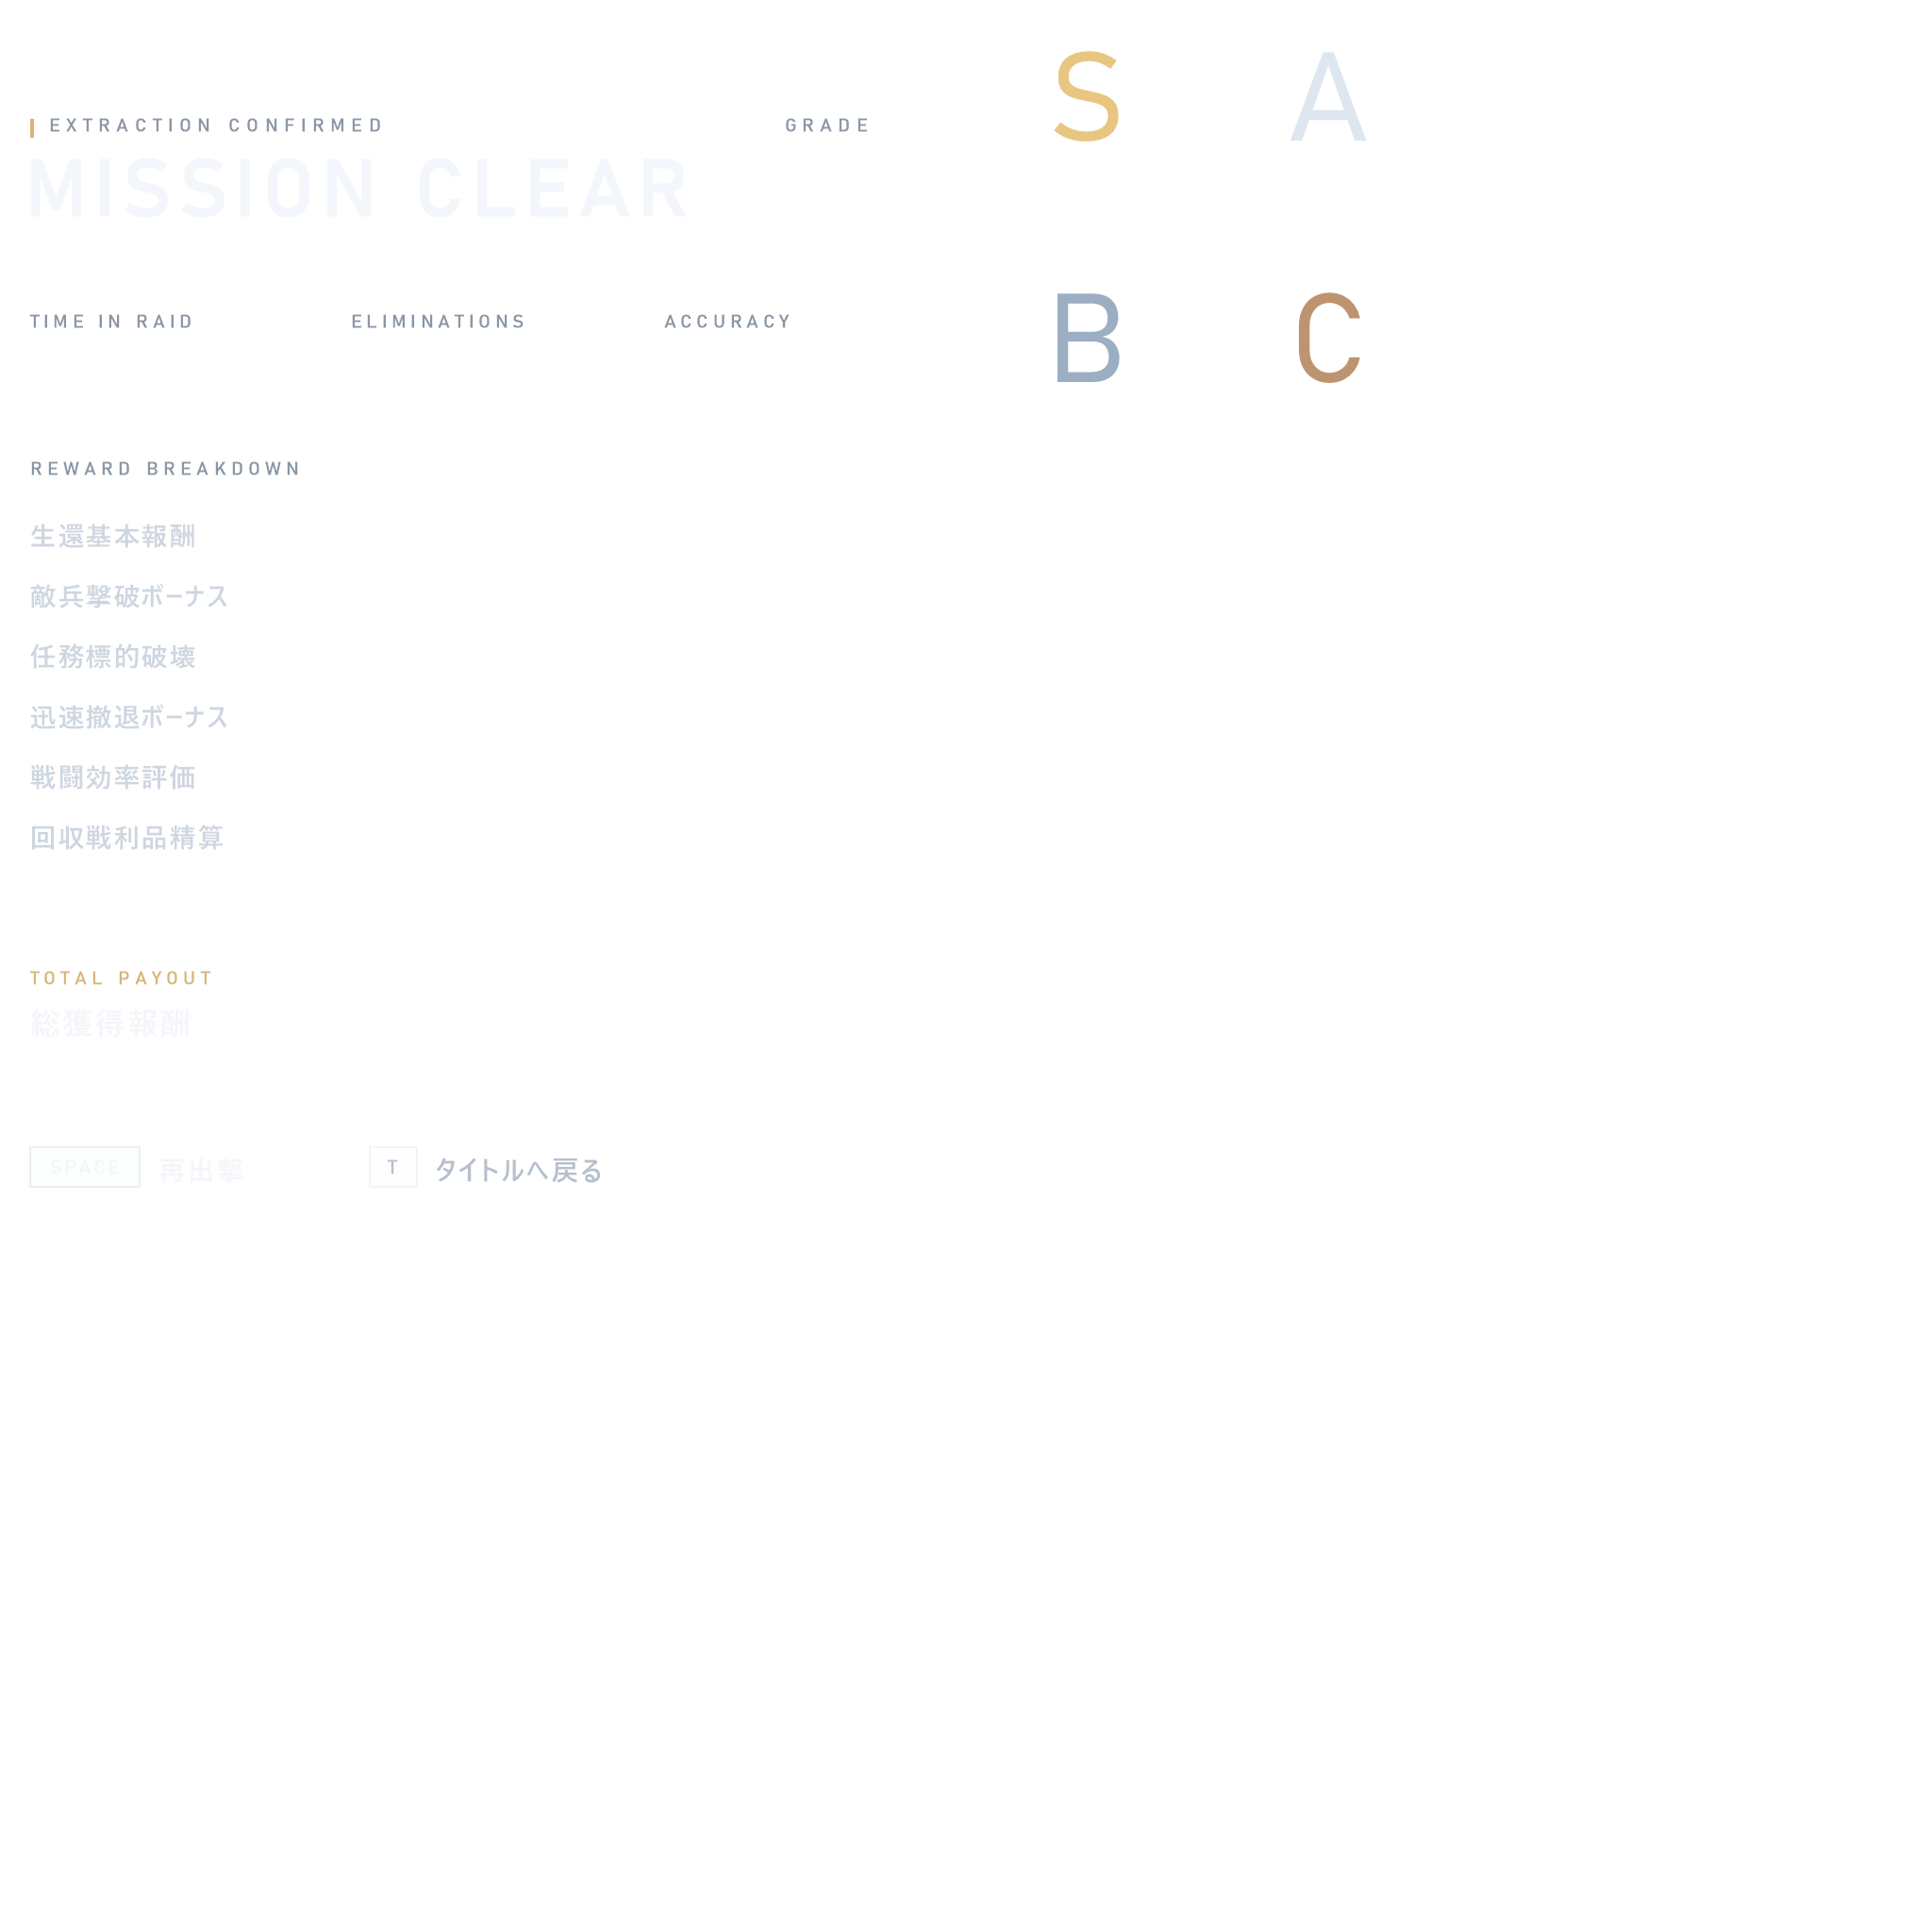 EXTRACTION CONFIRMED
MISSION CLEAR
GRADE
S A
B C
TIME IN RAID
ELIMINATIONS
ACCURACY
REWARD BREAKDOWN
生還基本報酬
敵兵撃破ボーナス
任務標的破壊
迅速撤退ボーナス
戦闘効率評価
回収戦利品精算
TOTAL PAYOUT
総獲得報酬
SPACE 再出撃
T タイトルへ戻る